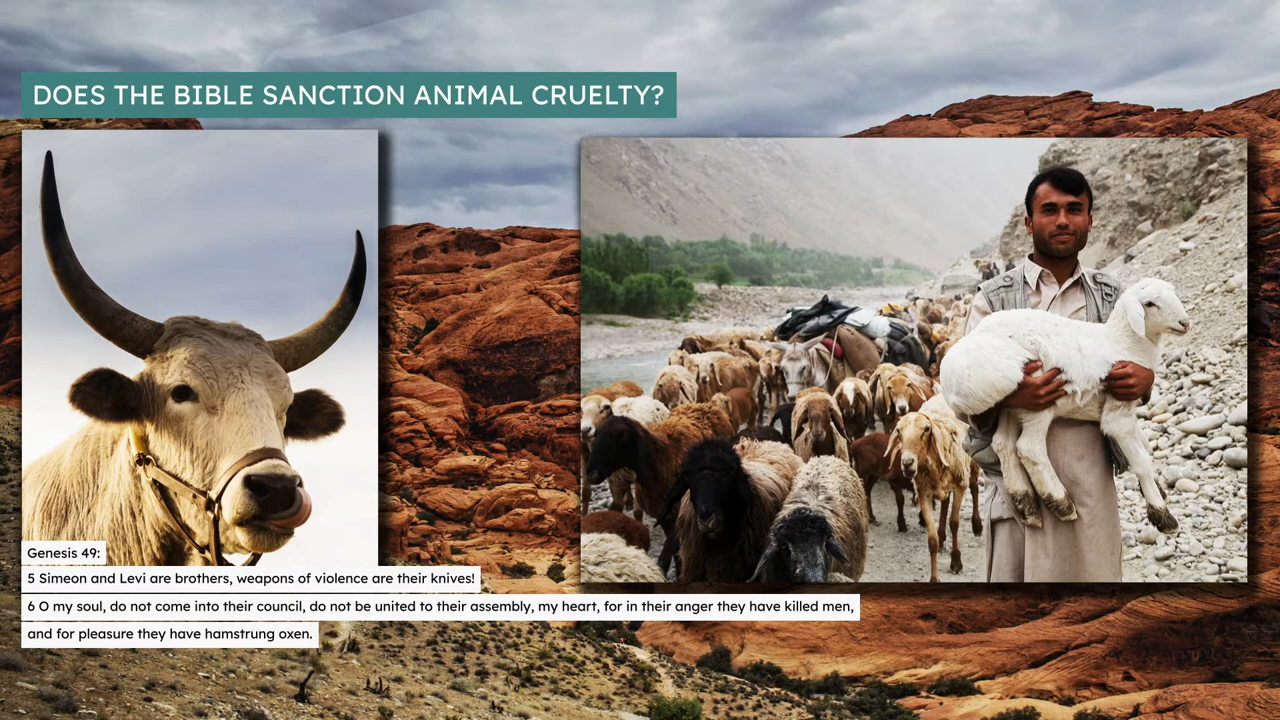 DOES THE BIBLE SANCTION ANIMAL CRUELTY?
Genesis 49:
5 Simeon and Levi are brothers, weapons of violence are their knives!
6 O my soul, do not come into their council, do not be united to their assembly, my heart, for in their anger they have killed men,
and for pleasure they have hamstrung oxen.